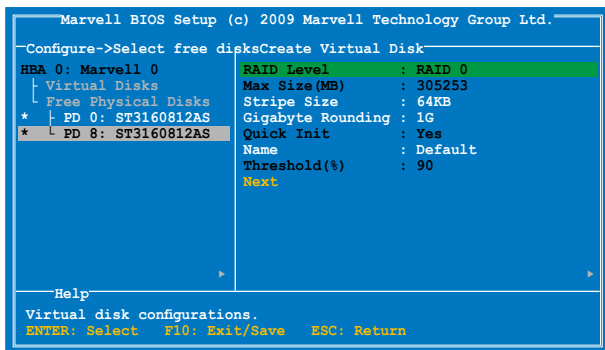 Marvell BIOS Setup (c) 2009 Marvell Technology Group Ltd.
Configure->Select free disksCreate Virtual Disk
HBA 0: Marvell 0
Virtual Disks
Free Physical Disks
* PD 0: ST3160812AS
* PD 8: ST3160812AS
RAID Level : RAID 0
Max Size(MB) : 305253
Stripe Size : 64KB
Gigabyte Rounding : 1G
Quick Init : Yes
Name : Default
Threshold(%) : 90
Next
Help
Virtual disk configurations.
ENTER: Select F10: Exit/Save ESC: Return